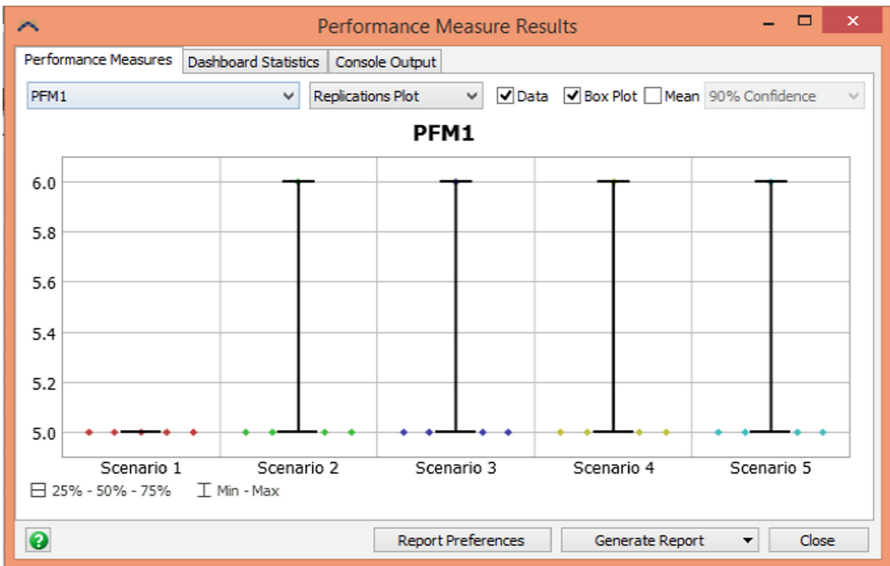 Performance Measure Results
Performance Measures Dashboard Statistics Console Output
PFM1 Replications Plot Data Box Plot Mean 90% Confidence
PFM1
6.0
5.8
5.6
5.4
5.2
5.0
Scenario 1 Scenario 2 Scenario 3 Scenario 4 Scenario 5
25% - 50% - 75% Min - Max
Report Preferences Generate Report Close